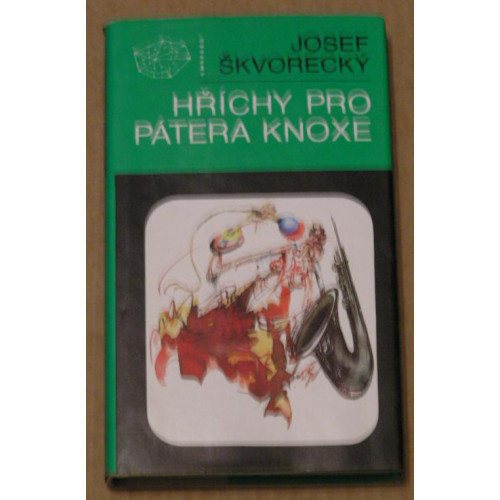 JOSEF
ŠKVORECKÝ
HŘÍCHY PRO
PÁTERA KNOXE